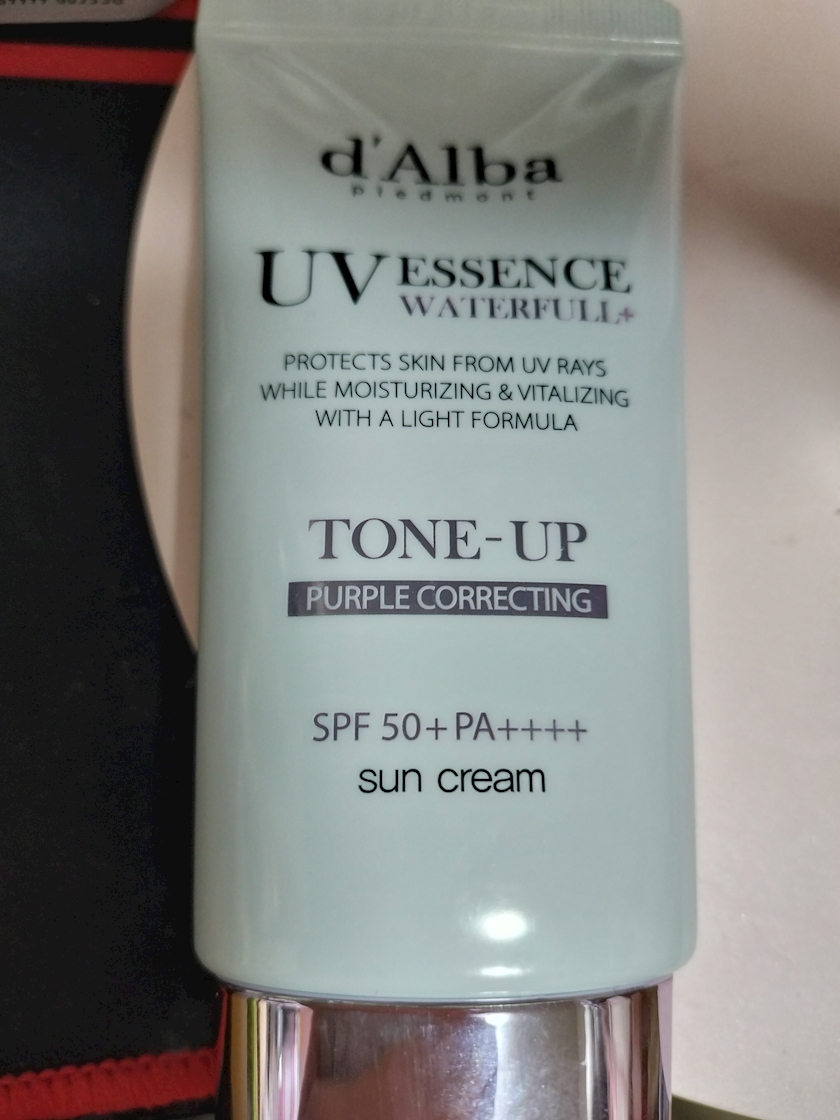 d'Alba
piedmont
UV ESSENCE
WATERFULL+
PROTECTS SKIN FROM UV RAYS
WHILE MOISTURIZING & VITALIZING
WITH A LIGHT FORMULA
TONE-UP
PURPLE CORRECTING
SPF 50+ PA++++
sun cream